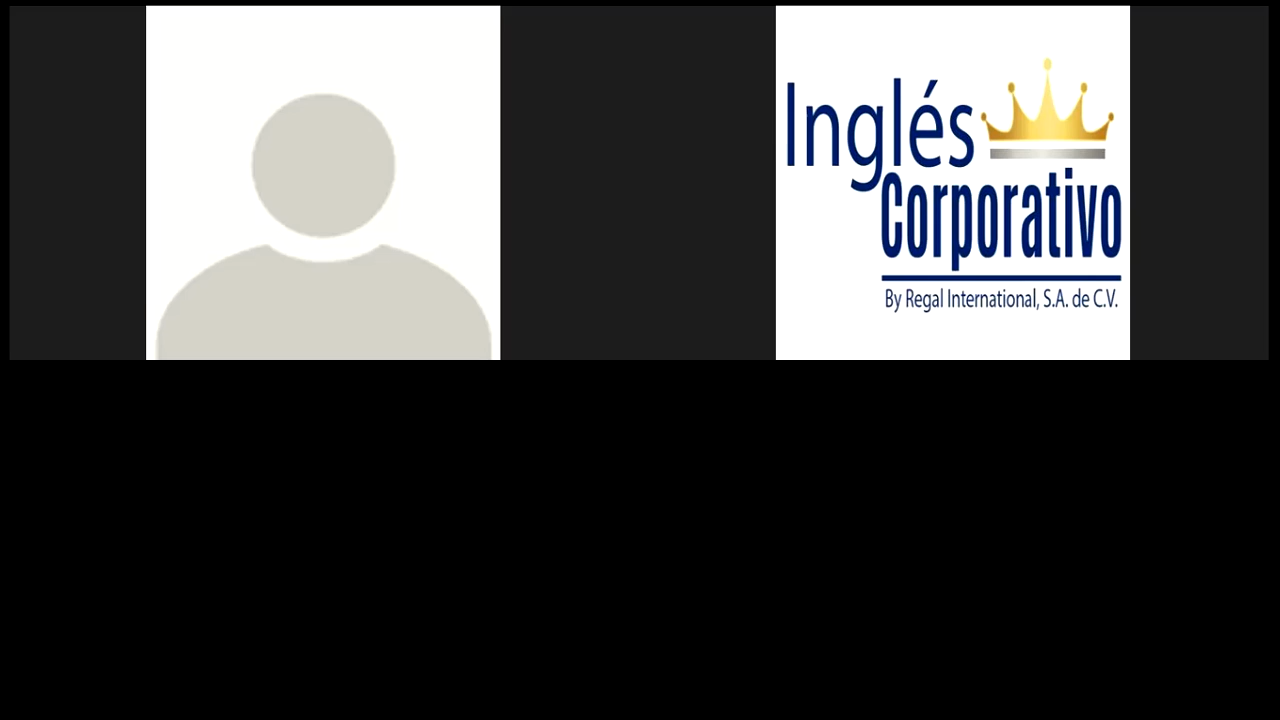 Inglés
Corporativo
By Regal International, S.A. de C.V.